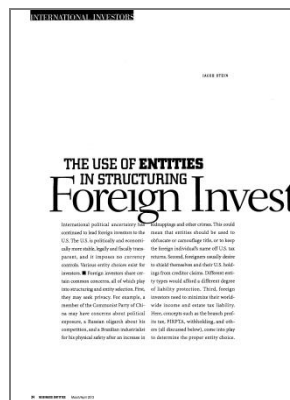 INTERNATIONAL INVESTORS
JACOB STEIN
THE USE OF ENTITIES
IN STRUCTURING
Foreign Invest
International political uncertainty has
continued to lead foreign investors to the
U.S. The U.S. is politically and economi-
cally more stable, legally and fiscally trans-
parent, and it imposes no currency
controls. Various entity choices exist for
investors. ■ Foreign investors share cer-
tain common concerns, all of which play
into structuring and entity selection. First,
they may seek privacy. For example, a
member of the Communist Party of Chi-
na may have concerns about political
exposure, a Russian oligarch about his
competitors, and a Brazilian industrialist
for his physical safety after an increase in
kidnappings and other crimes. This could
mean that entities should be used to
obfuscate or camouflage title, or to keep
the foreign individual's name off U.S. tax
returns. Second, foreigners usually desire
to shield themselves and their U.S. hold-
ings from creditor claims. Different enti-
ty types would afford a different degree
of liability protection. Third, foreign
investors need to minimize their world-
wide income and estate tax liability.
Here, concepts such as the branch prof-
its tax, FIRPTA, withholding, and oth-
ers (all discussed below), come into play
to determine the proper entity choice.
BUSINESS ENTITIES March/April 2013